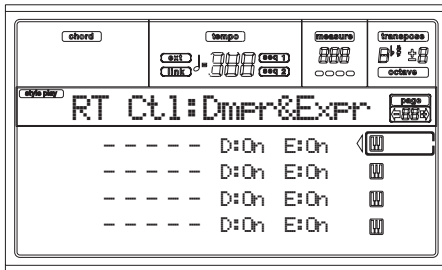 chord
tempo
measure
transpose
ext
link
seq 1
seq 2
octave
style play
RT Ctl:Dmpr&Expr
page
- - - - - D:On E:On
- - - - - D:On E:On
- - - - - D:On E:On
- - - - - D:On E:On